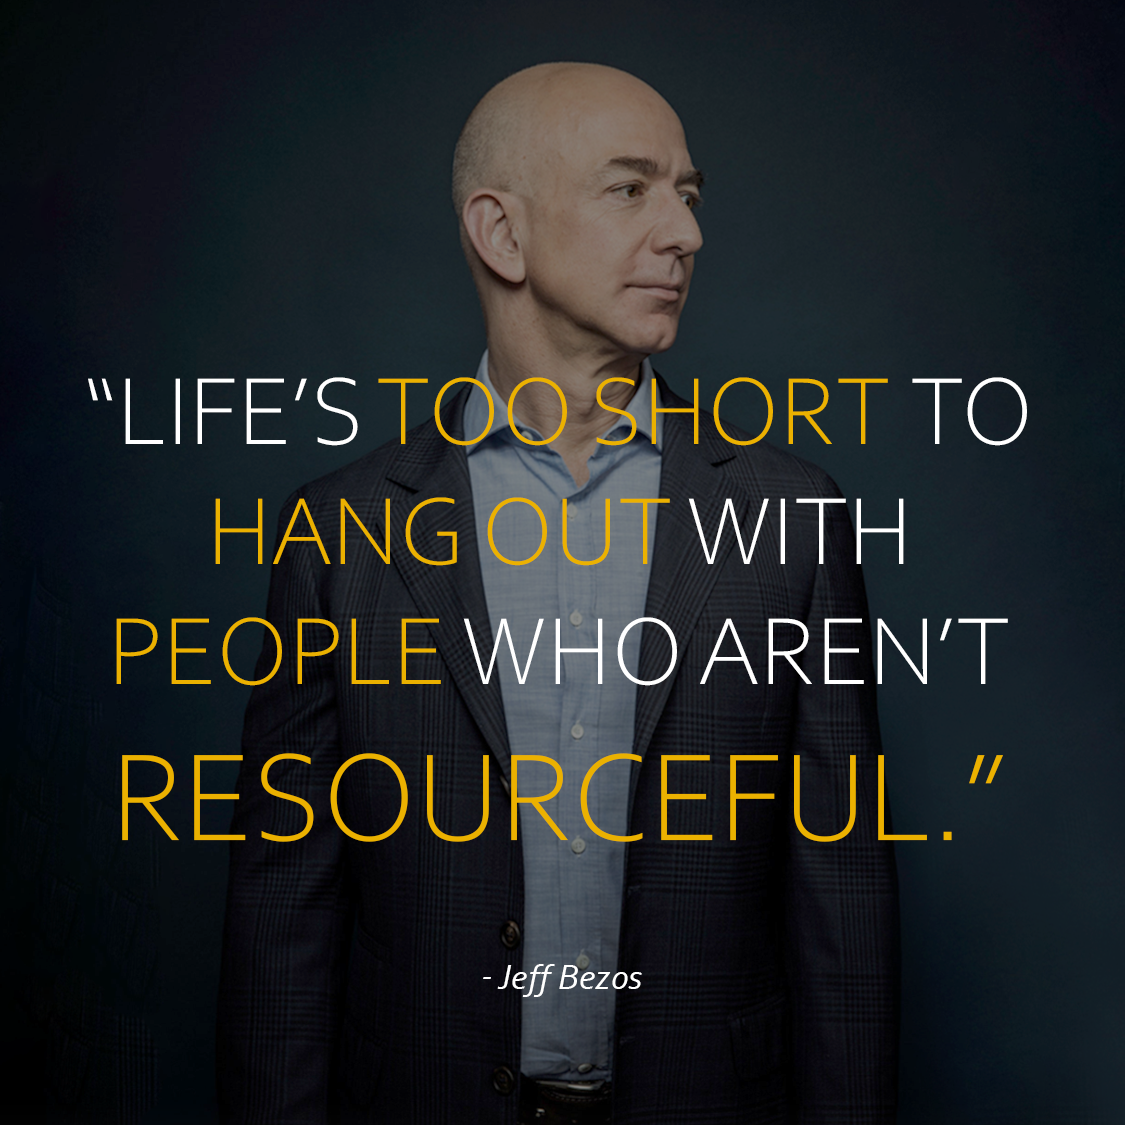 “LIFE’S TOO SHORT TO
HANG OUT WITH
PEOPLE WHO AREN’T
RESOURCEFUL.”
- Jeff Bezos